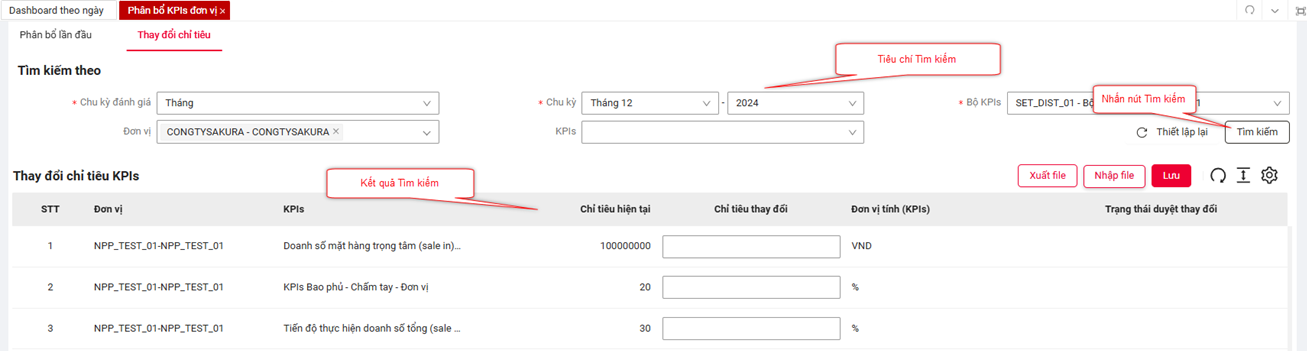 Dashboard theo ngày
Phân bổ KPIs đơn vị ×
Phân bổ lần đầu
Thay đổi chỉ tiêu
Tìm kiếm theo
Tiêu chí Tìm kiếm
* Chu kỳ đánh giá
Tháng
* Chu kỳ
Tháng 12
-
2024
* Bộ KPIs
SET_DIST_01 - Bộ
1
Nhấn nút Tìm kiếm
Đơn vị
CONGTYSAKURA - CONGTYSAKURA ×
KPIs
Thiết lập lại
Tìm kiếm
Thay đổi chỉ tiêu KPIs
Kết quả Tìm kiếm
Xuất file
Nhập file
Lưu
STT Đơn vị KPIs Chỉ tiêu hiện tại Chỉ tiêu thay đổi Đơn vị tính (KPIs) Trạng thái duyệt thay đổi
1 NPP_TEST_01-NPP_TEST_01 Doanh số mặt hàng trọng tâm (sale in)... 100000000 VND
2 NPP_TEST_01-NPP_TEST_01 KPIs Bao phủ - Chấm tay - Đơn vị 20 %
3 NPP_TEST_01-NPP_TEST_01 Tiến độ thực hiện doanh số tổng (sale ... 30 %